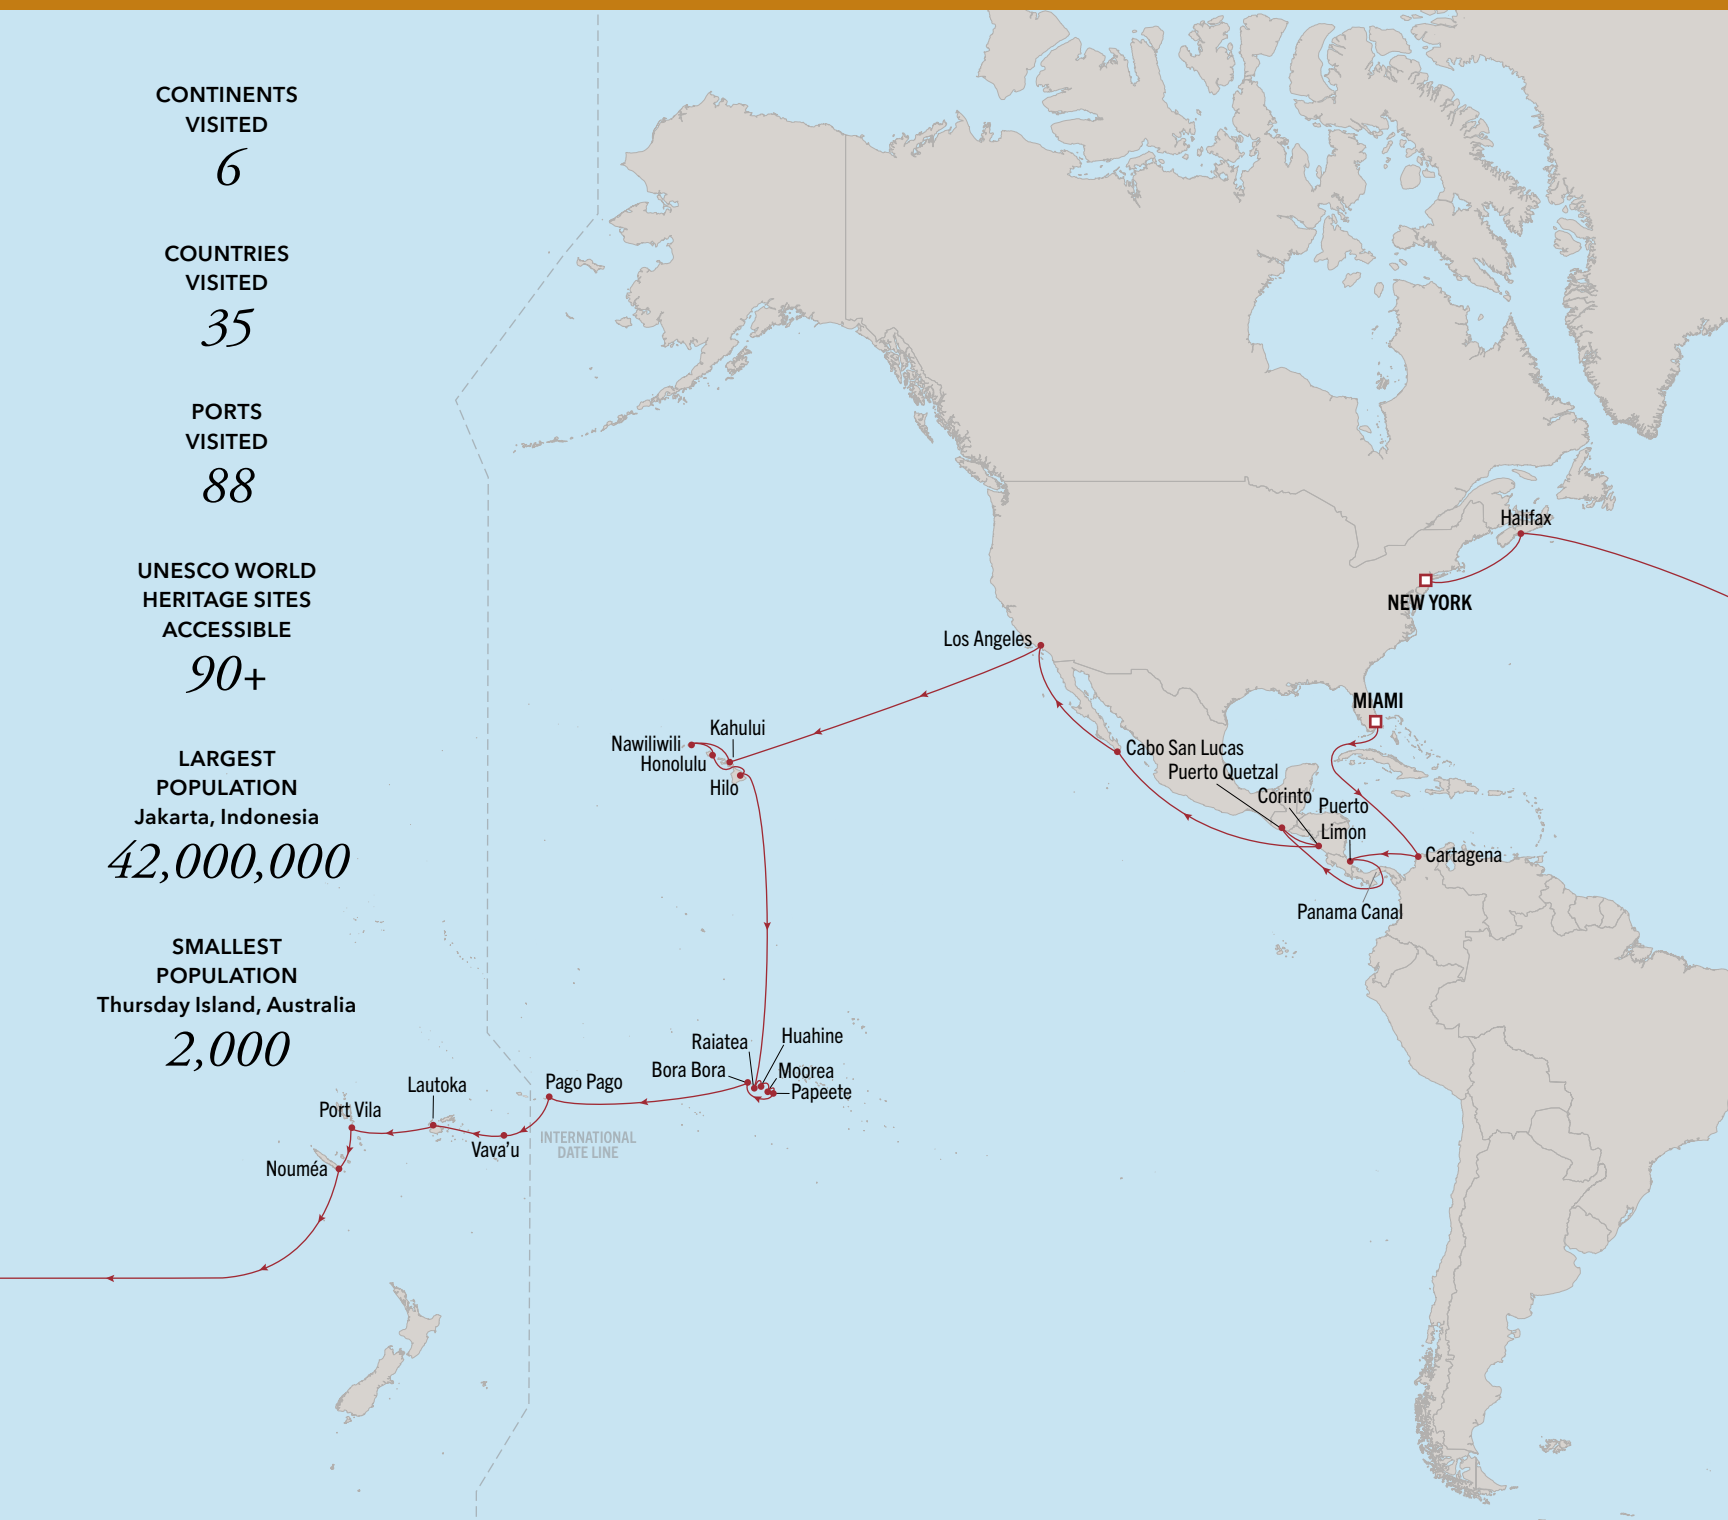 CONTINENTS
VISITED
6
COUNTRIES
VISITED
35
PORTS
VISITED
88
UNESCO WORLD
HERITAGE SITES
ACCESSIBLE
90+
LARGEST
POPULATION
Jakarta, Indonesia
42,000,000
SMALLEST
POPULATION
Thursday Island, Australia
2,000
Halifax
NEW YORK
Los Angeles
MIAMI
Kahului
Nawiliwili
Honolulu
Hilo
Cabo San Lucas
Puerto Quetzal
Corinto
Puerto
Limon
Cartagena
Panama Canal
Huahine
Raiatea
Bora Bora
Moorea
Papeete
Pago Pago
Lautoka
Port Vila
Vava’u
INTERNATIONAL
DATE LINE
Nouméa